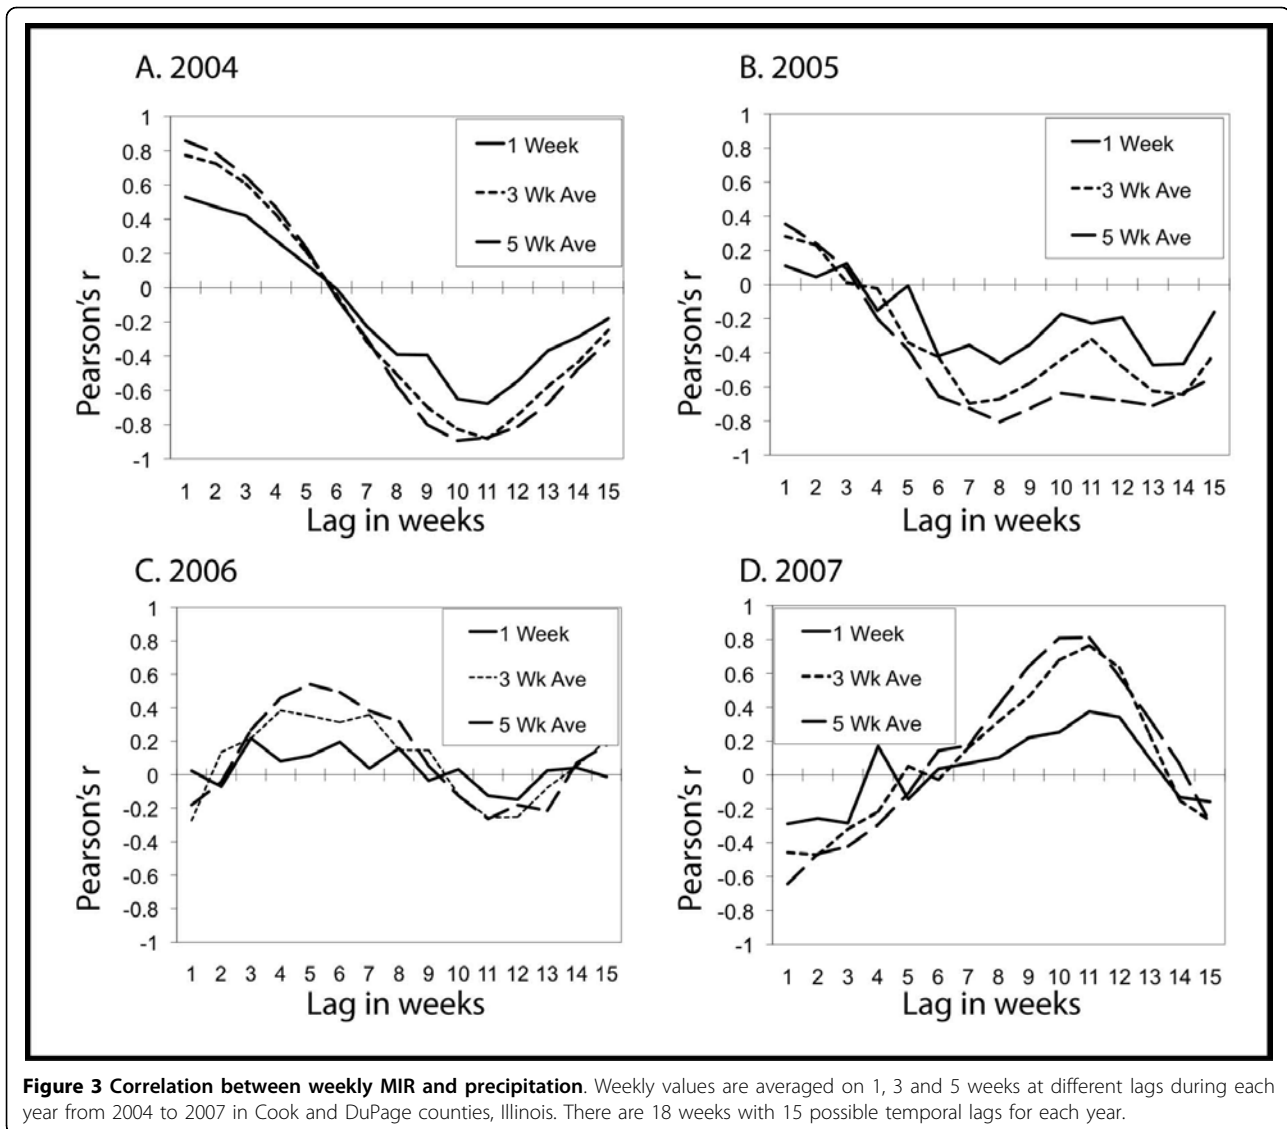 A. 2004
1
0.8
0.6
0.4
0.2
0
-0.2
-0.4
-0.6
-0.8
-1
Pearson's r
1 Week
3 Wk Ave
5 Wk Ave
1 2 3 4 5 6 7 8 9 10 11 12 13 14 15
Lag in weeks
B. 2005
1
0.8
0.6
0.4
0.2
0
-0.2
-0.4
-0.6
-0.8
-1
Pearson's r
1 Week
3 Wk Ave
5 Wk Ave
1 2 3 4 5 6 7 8 9 10 11 12 13 14 15
Lag in weeks
C. 2006
1
0.8
0.6
0.4
0.2
0
-0.2
-0.4
-0.6
-0.8
-1
Pearson's r
1 Week
3 Wk Ave
5 Wk Ave
1 2 3 4 5 6 7 8 9 10 11 12 13 14 15
Lag in weeks
D. 2007
1
0.8
0.6
0.4
0.2
0
-0.2
-0.4
-0.6
-0.8
-1
Pearson's r
1 Week
3 Wk Ave
5 Wk Ave
1 2 3 4 5 6 7 8 9 10 11 12 13 14 15
Lag in weeks
Figure 3 Correlation between weekly MIR and precipitation. Weekly values are averaged on 1, 3 and 5 weeks at different lags during each
year from 2004 to 2007 in Cook and DuPage counties, Illinois. There are 18 weeks with 15 possible temporal lags for each year.